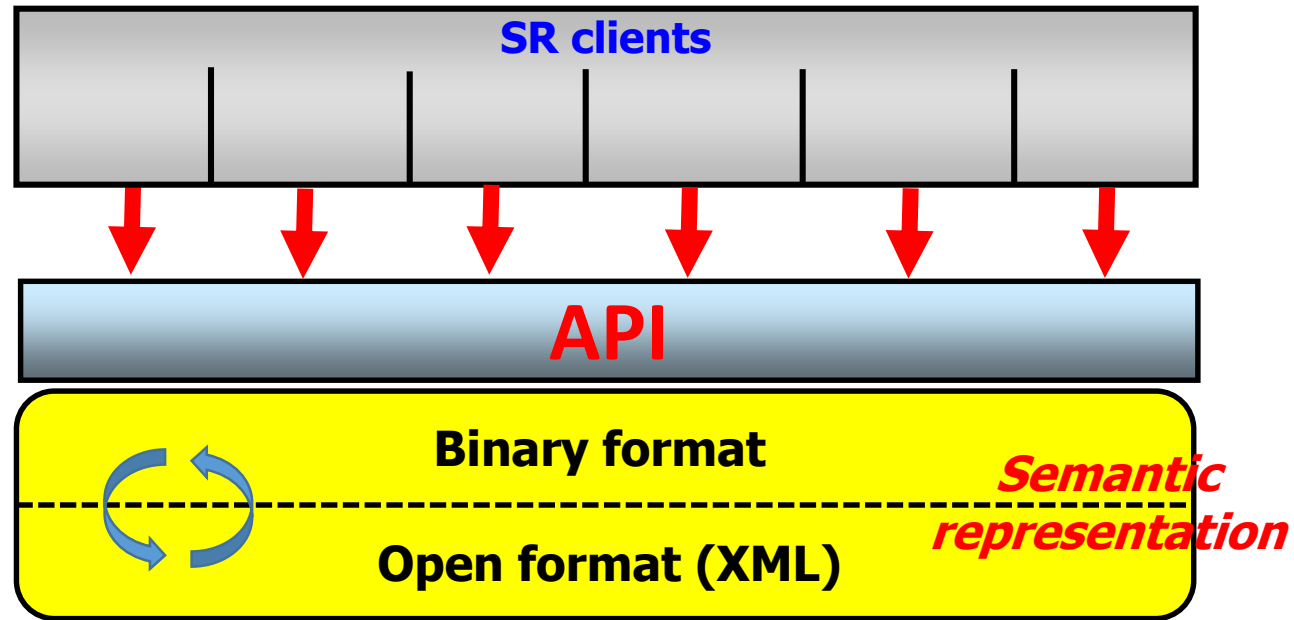 SR clients
API
Binary format
Semantic
representation
Open format (XML)